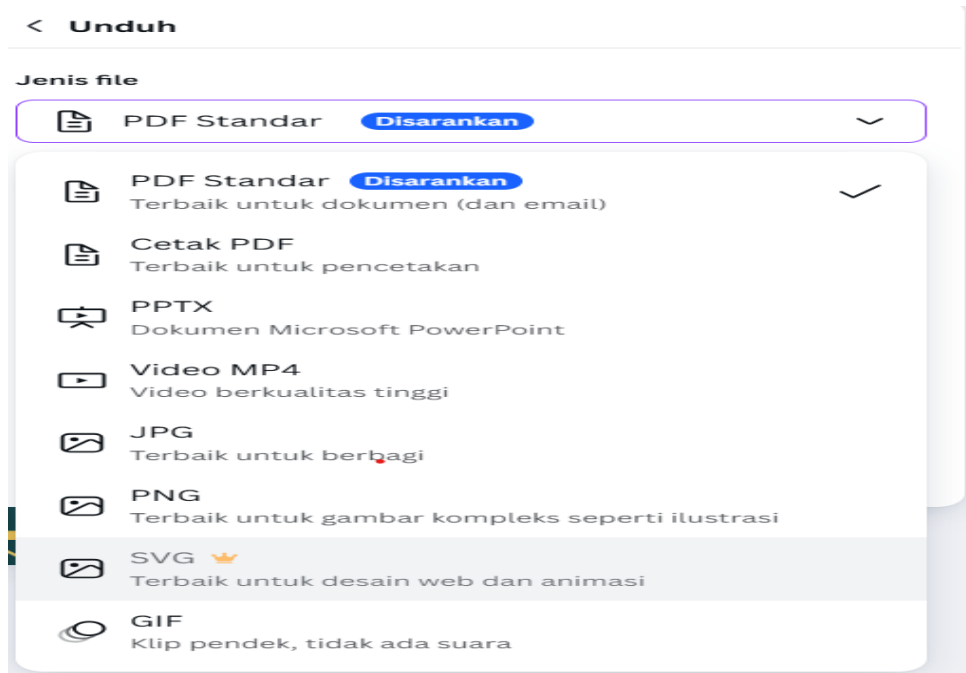 Unduh
Jenis file
PDF Standar Disarankan
PDF Standar Disarankan
Terbaik untuk dokumen (dan email)
Cetak PDF
Terbaik untuk pencetakan
PPTX
Dokumen Microsoft PowerPoint
Video MP4
Video berkualitas tinggi
JPG
Terbaik untuk berbagi
PNG
Terbaik untuk gambar kompleks seperti ilustrasi
SVG
Terbaik untuk desain web dan animasi
GIF
Klip pendek, tidak ada suara